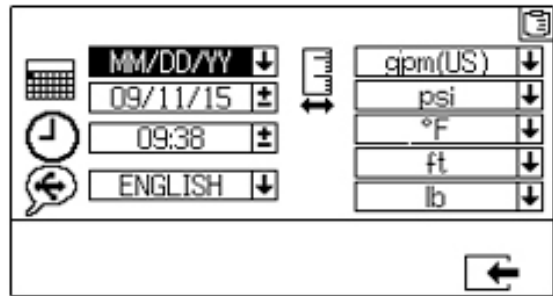 MM/DD/YY
09/11/15
09:38
ENGLISH
gpm(US)
psi
°F
ft
lb